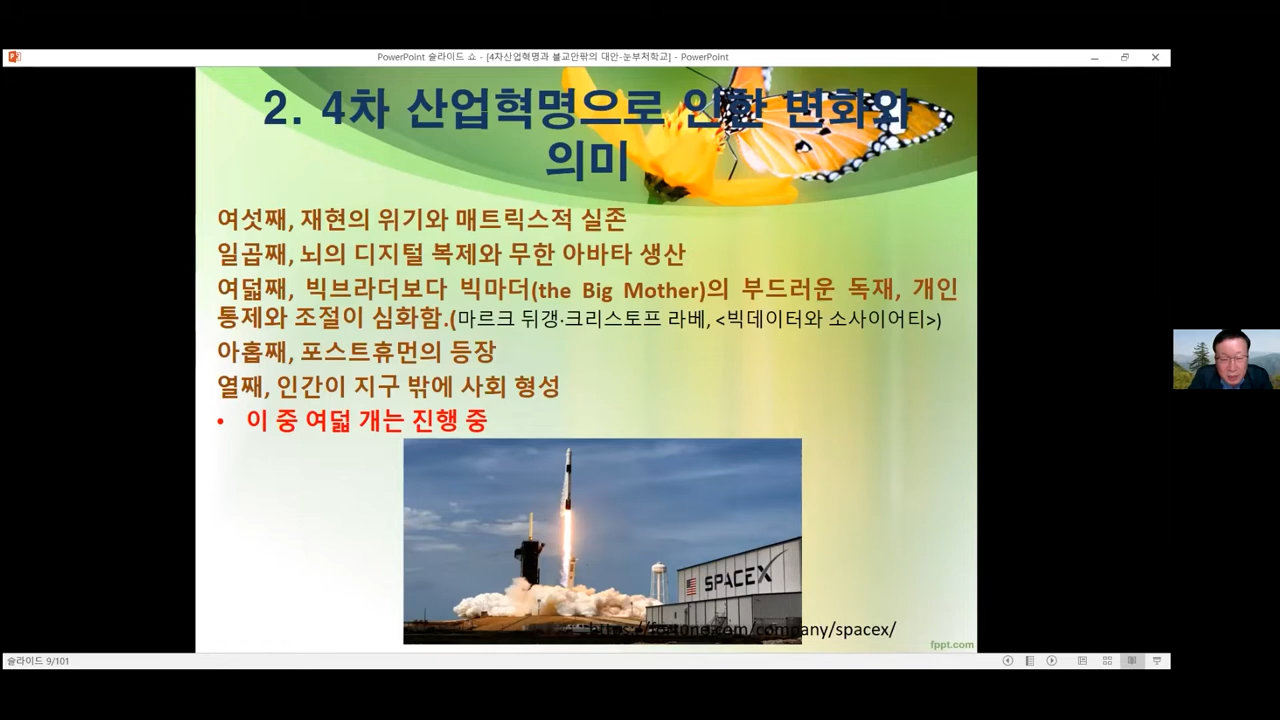 PowerPoint 슬라이드 쇼 - [4차산업혁명과 불교안팎의 대안-눈부처학교] - PowerPoint
2. 4차 산업혁명으로 인한 변화와
의미
여섯째, 재현의 위기와 매트릭스적 실존
일곱째, 뇌의 디지털 복제와 무한 아바타 생산
여덟째, 빅브라더보다 빅마더(the Big Mother)의 부드러운 독재, 개인
통제와 조절이 심화함.(마르크 뒤갱·크리스토프 라베, <빅데이터와 소사이어티>)
아홉째, 포스트휴먼의 등장
열째, 인간이 지구 밖에 사회 형성
• 이 중 여덟 개는 진행 중
SPACEX
https://fortune.com/company/spacex/
fppt.com
슬라이드 9/101